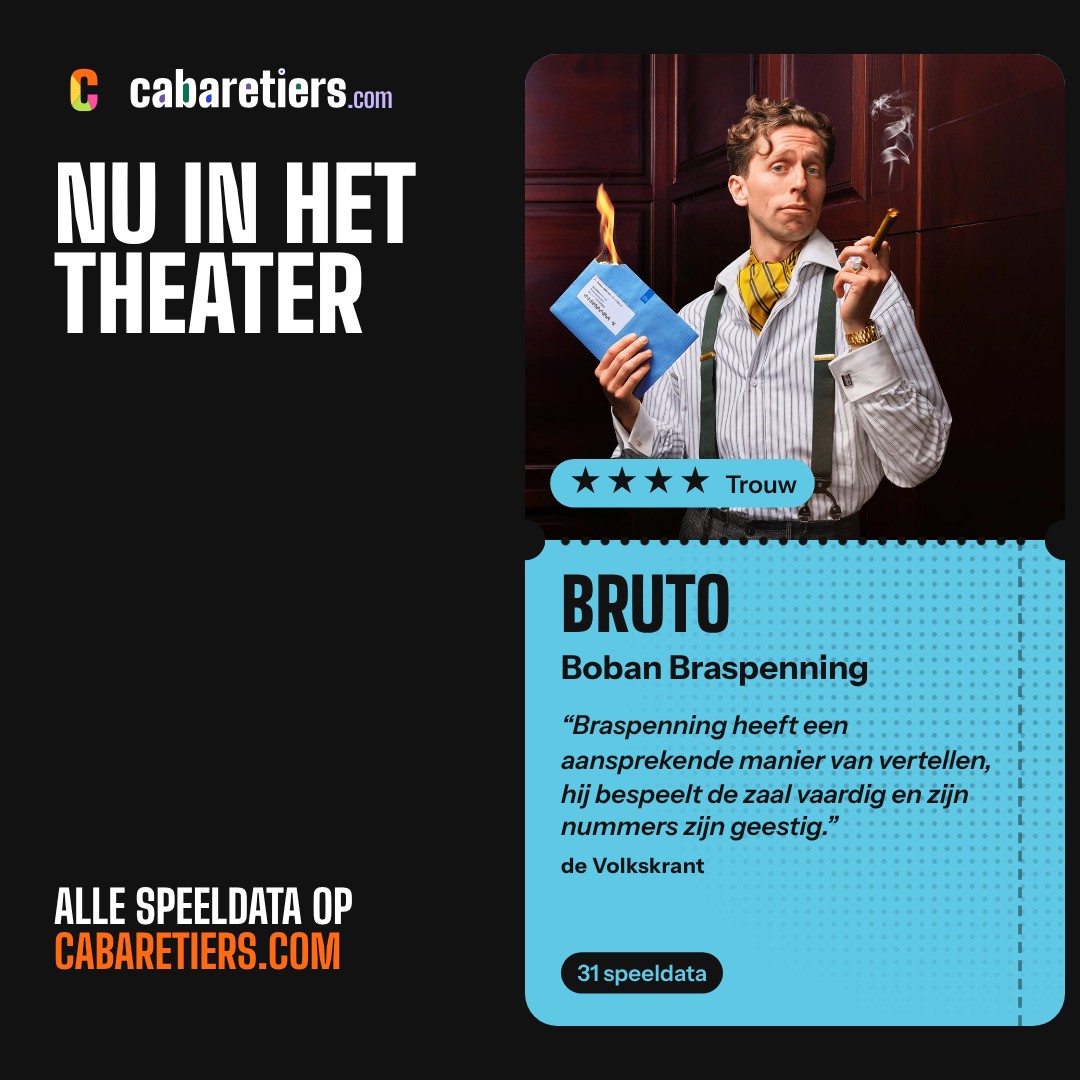 cabaretiers.com
NU IN HET
THEATER
★★★★ Trouw
BRUTO
Boban Braspenning
“Braspenning heeft een
aansprekende manier van vertellen,
hij bespeelt de zaal vaardig en zijn
nummers zijn geestig.”
de Volkskrant
31 speeldata
ALLE SPEELDATA OP
CABARETIERS.COM